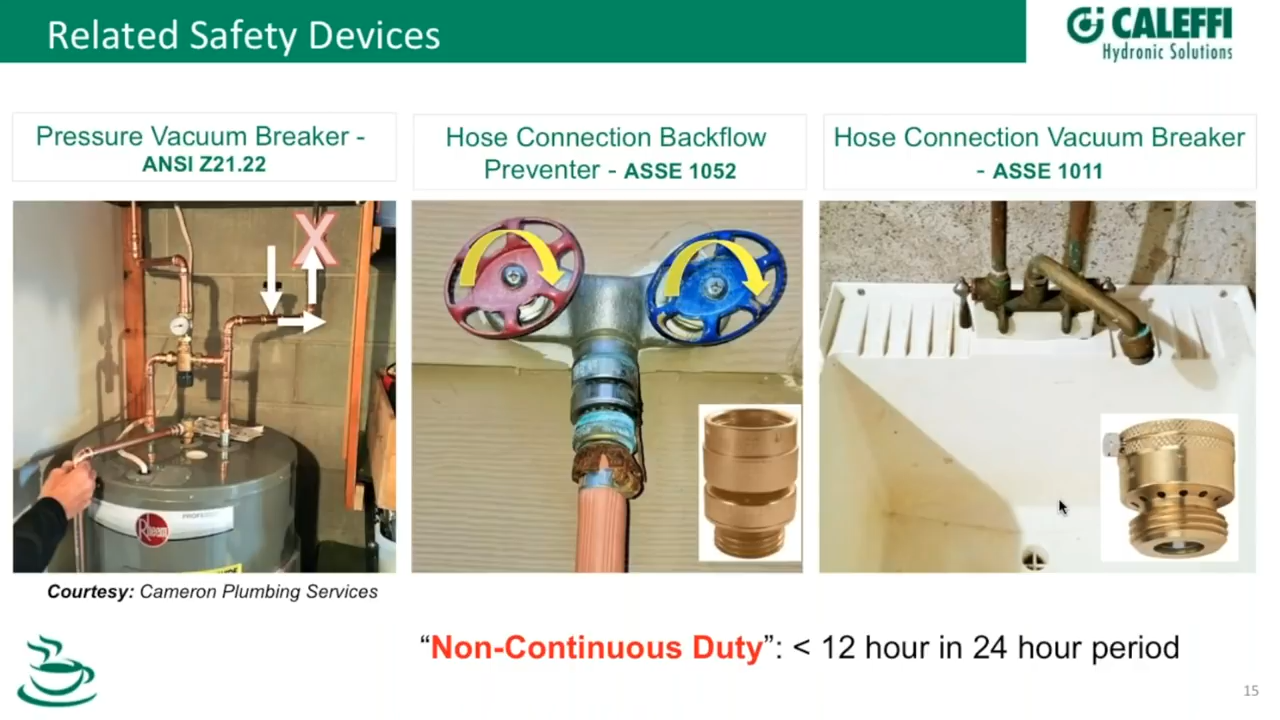 Related Safety Devices
CALEFFI
Hydronic Solutions
Pressure Vacuum Breaker -
ANSI Z21.22
Hose Connection Backflow
Preventer - ASSE 1052
Hose Connection Vacuum Breaker
- ASSE 1011
X
Rheem
Courtesy: Cameron Plumbing Services
“Non-Continuous Duty”: < 12 hour in 24 hour period
15